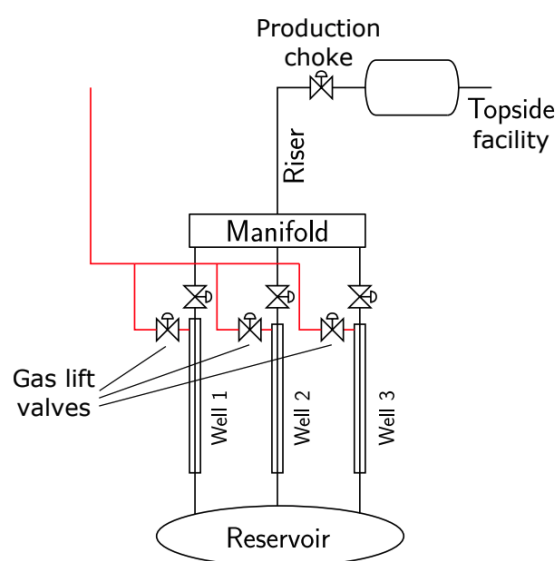 Production
choke
Topside
facility
Riser
Manifold
Gas lift
valves
Well 1
Well 2
Well 3
Reservoir